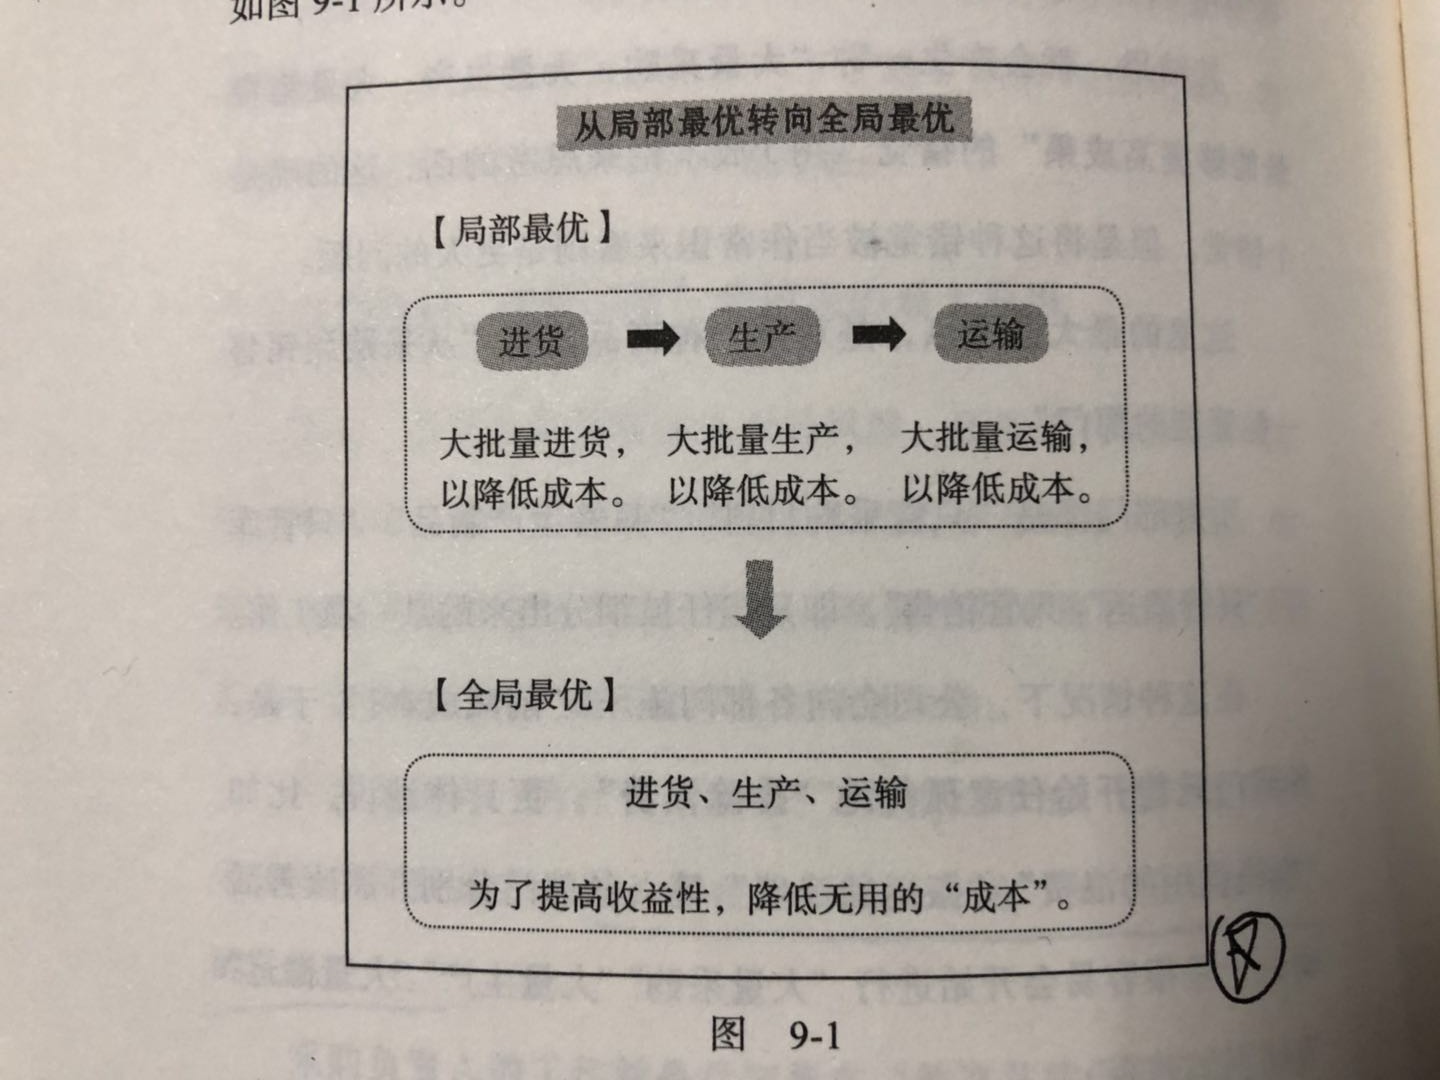 如图 9-1 所示。
从局部最优转向全局最优
【局部最优】
进货 生产 运输
大批量进货， 大批量生产， 大批量运输，
以降低成本。 以降低成本。 以降低成本。
【全局最优】
进货、生产、运输
为了提高收益性，降低无用的“成本”。
图 9-1